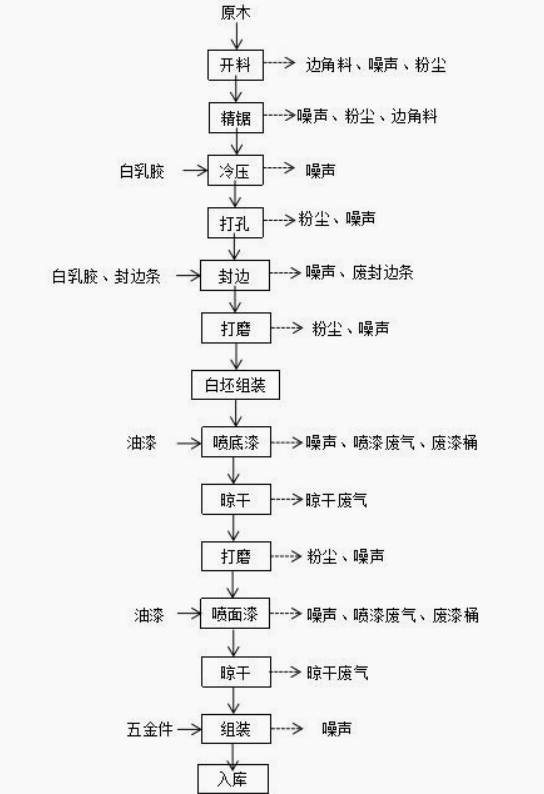 原木
开料 边角料、噪声、粉尘
精锯 噪声、粉尘、边角料
白乳胶 冷压 噪声
打孔 粉尘、噪声
白乳胶、封边条 封边 噪声、废封边条
打磨 粉尘、噪声
白坯组装
油漆 喷底漆 噪声、喷漆废气、废漆桶
晾干 晾干废气
打磨 粉尘、噪声
油漆 喷面漆 噪声、喷漆废气、废漆桶
晾干 晾干废气
五金件 组装 噪声
入库